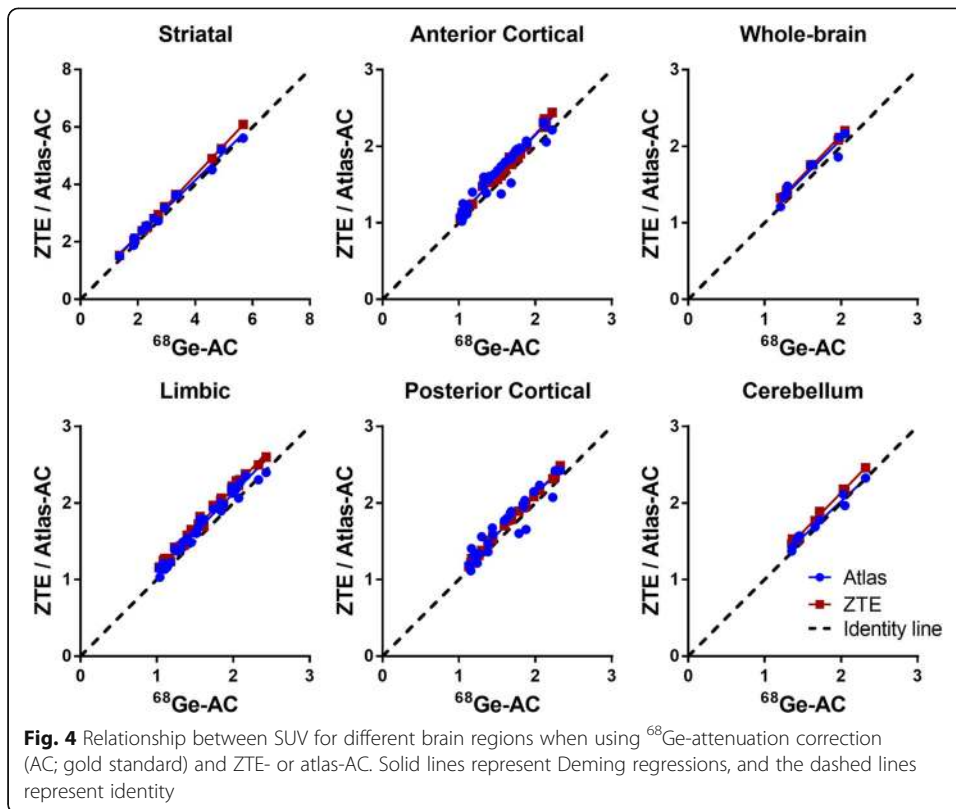 Striatal
Anterior Cortical
Whole-brain
ZTE / Atlas-AC
8
6
4
2
0
0 2 4 6 8
⁶⁸Ge-AC
ZTE / Atlas-AC
3
2
1
0
0 1 2 3
⁶⁸Ge-AC
ZTE / Atlas-AC
3
2
1
0
0 1 2 3
⁶⁸Ge-AC
Limbic
Posterior Cortical
Cerebellum
ZTE / Atlas-AC
3
2
1
0
0 1 2 3
⁶⁸Ge-AC
ZTE / Atlas-AC
3
2
1
0
0 1 2 3
⁶⁸Ge-AC
ZTE / Atlas-AC
3
2
1
0
0 1 2 3
⁶⁸Ge-AC
Atlas
ZTE
Identity line
Fig. 4 Relationship between SUV for different brain regions when using ⁶⁸Ge-attenuation correction
(AC; gold standard) and ZTE- or atlas-AC. Solid lines represent Deming regressions, and the dashed lines
represent identity